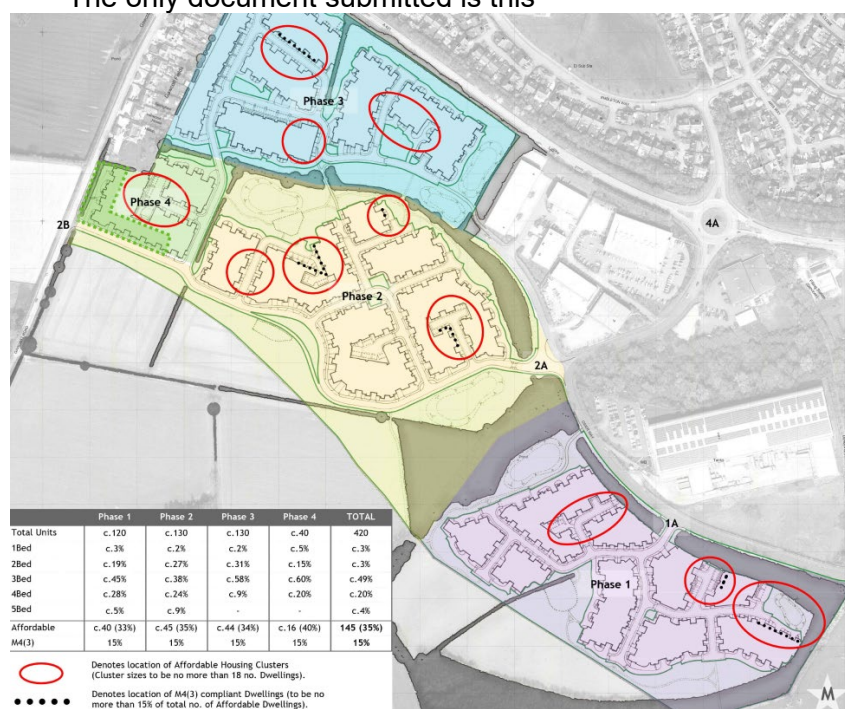 The only document submitted is this
Phase 3
Phase 4
2B
4A
Phase 2
2A
1A
Phase 1
Phase 1 Phase 2 Phase 3 Phase 4 TOTAL
Total Units c.120 c.130 c.130 c.40 420
1Bed c.3% c.2% c.2% c.5% c.3%
2Bed c.19% c.27% c.31% c.15% c.3%
3Bed c.45% c.38% c.58% c.60% c.49%
4Bed c.28% c.24% c.9% c.20% c.20%
5Bed c.5% c.9% - - c.4%
Affordable c.40 (33%) c.45 (35%) c.44 (34%) c.16 (40%) 145 (35%)
M4(3) 15% 15% 15% 15% 15%
Denotes location of Affordable Housing Clusters
(Cluster sizes to be no more than 18 no. Dwellings).
Denotes location of M4(3) compliant Dwellings (to be no
more than 15% of total no. of Affordable Dwellings).
M